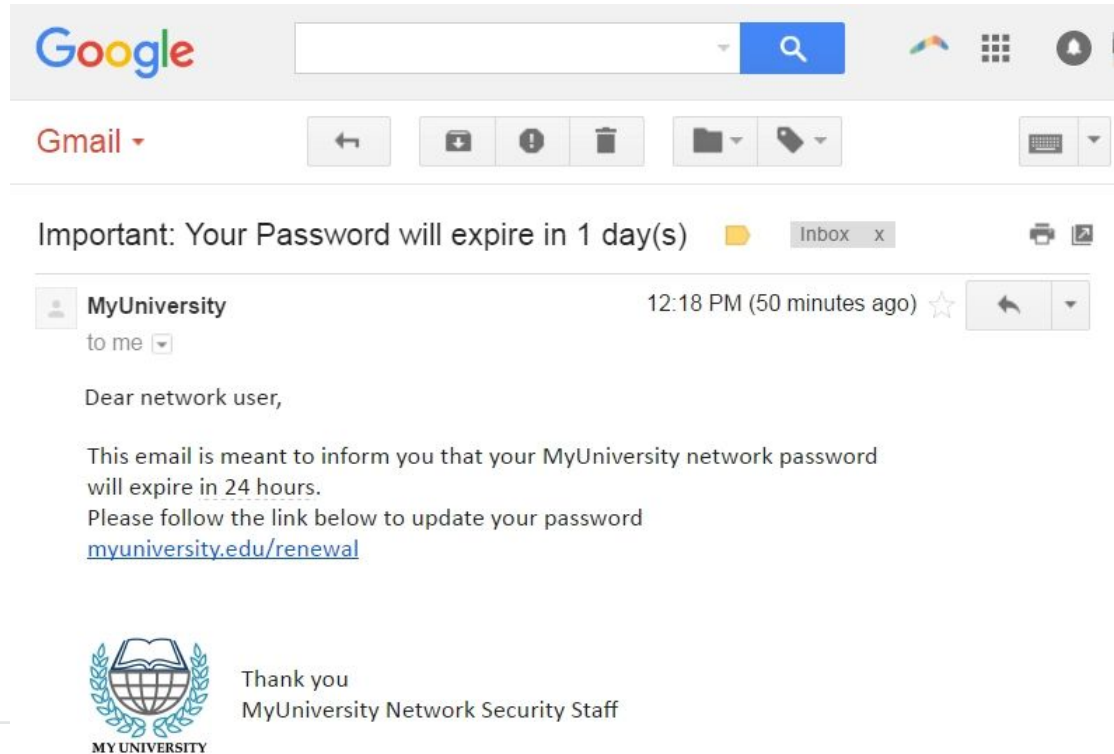 Google
Gmail
Important: Your Password will expire in 1 day(s) Inbox x
MyUniversity 12:18 PM (50 minutes ago)
to me
Dear network user,
This email is meant to inform you that your MyUniversity network password
will expire in 24 hours.
Please follow the link below to update your password
myuniversity.edu/renewal
Thank you
MyUniversity Network Security Staff
MY UNIVERSITY